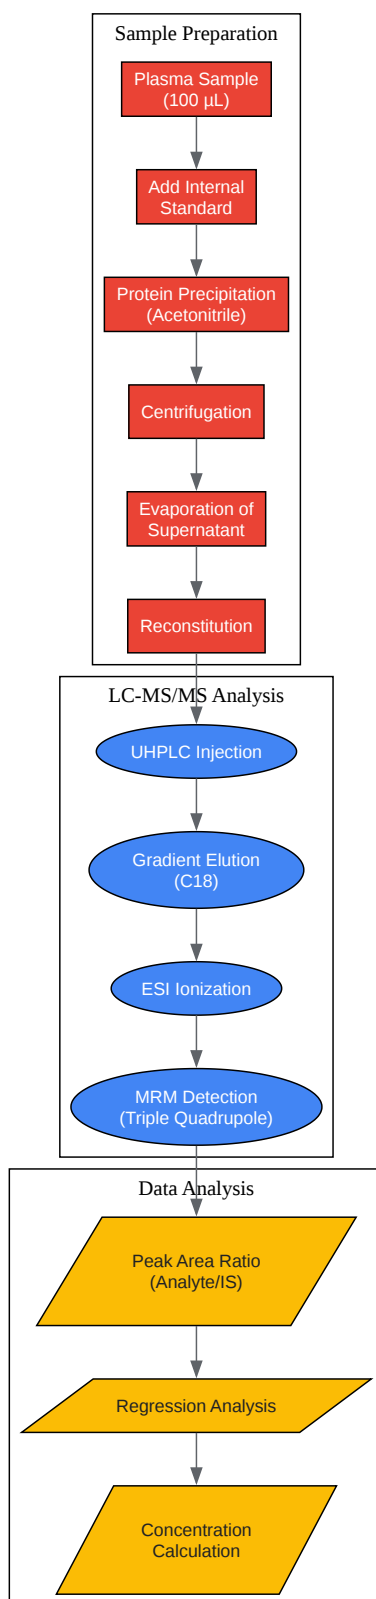 Sample Preparation
Plasma Sample
(100 µL)
Add Internal
Standard
Protein Precipitation
(Acetonitrile)
Centrifugation
Evaporation of
Supernatant
Reconstitution
LC-MS/MS Analysis
UHPLC Injection
Gradient Elution
(C18)
ESI Ionization
MRM Detection
(Triple Quadrupole)
Data Analysis
Peak Area Ratio
(Analyte/IS)
Regression Analysis
Concentration
Calculation